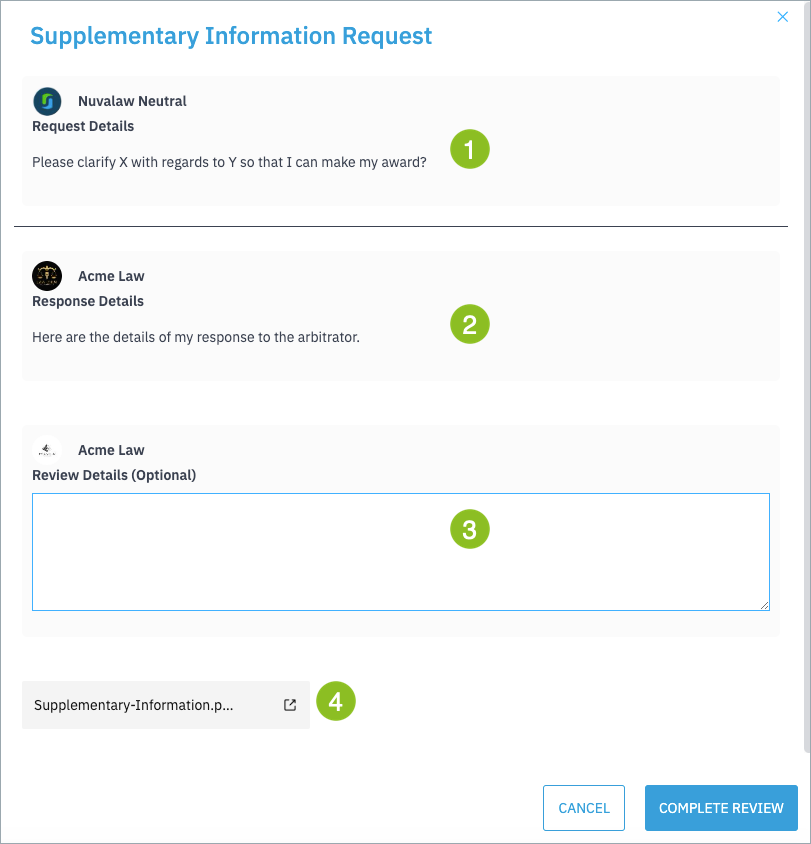 Supplementary Information Request
Nuvalaw Neutral
Request Details
Please clarify X with regards to Y so that I can make my award?
1
Acme Law
Response Details
2
Here are the details of my response to the arbitrator.
Acme Law
Review Details (Optional)
3
Supplementary-Information.p...
4
CANCEL
COMPLETE REVIEW